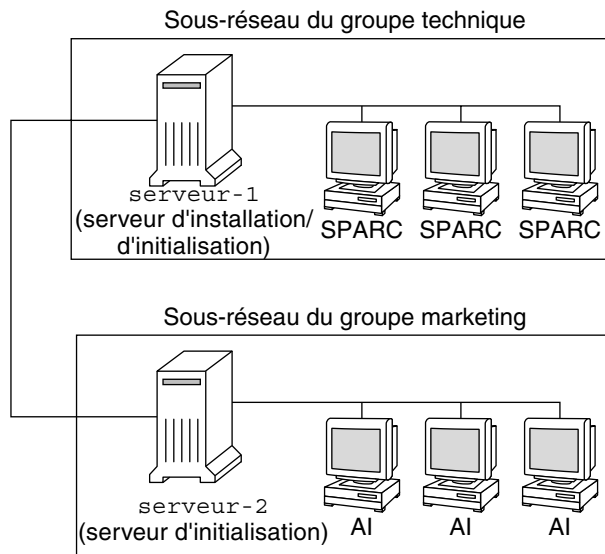 Sous-réseau du groupe technique
serveur-1
(serveur d'installation/
d'initialisation)
SPARC SPARC SPARC
Sous-réseau du groupe marketing
serveur-2
(serveur d'initialisation)
AI AI AI